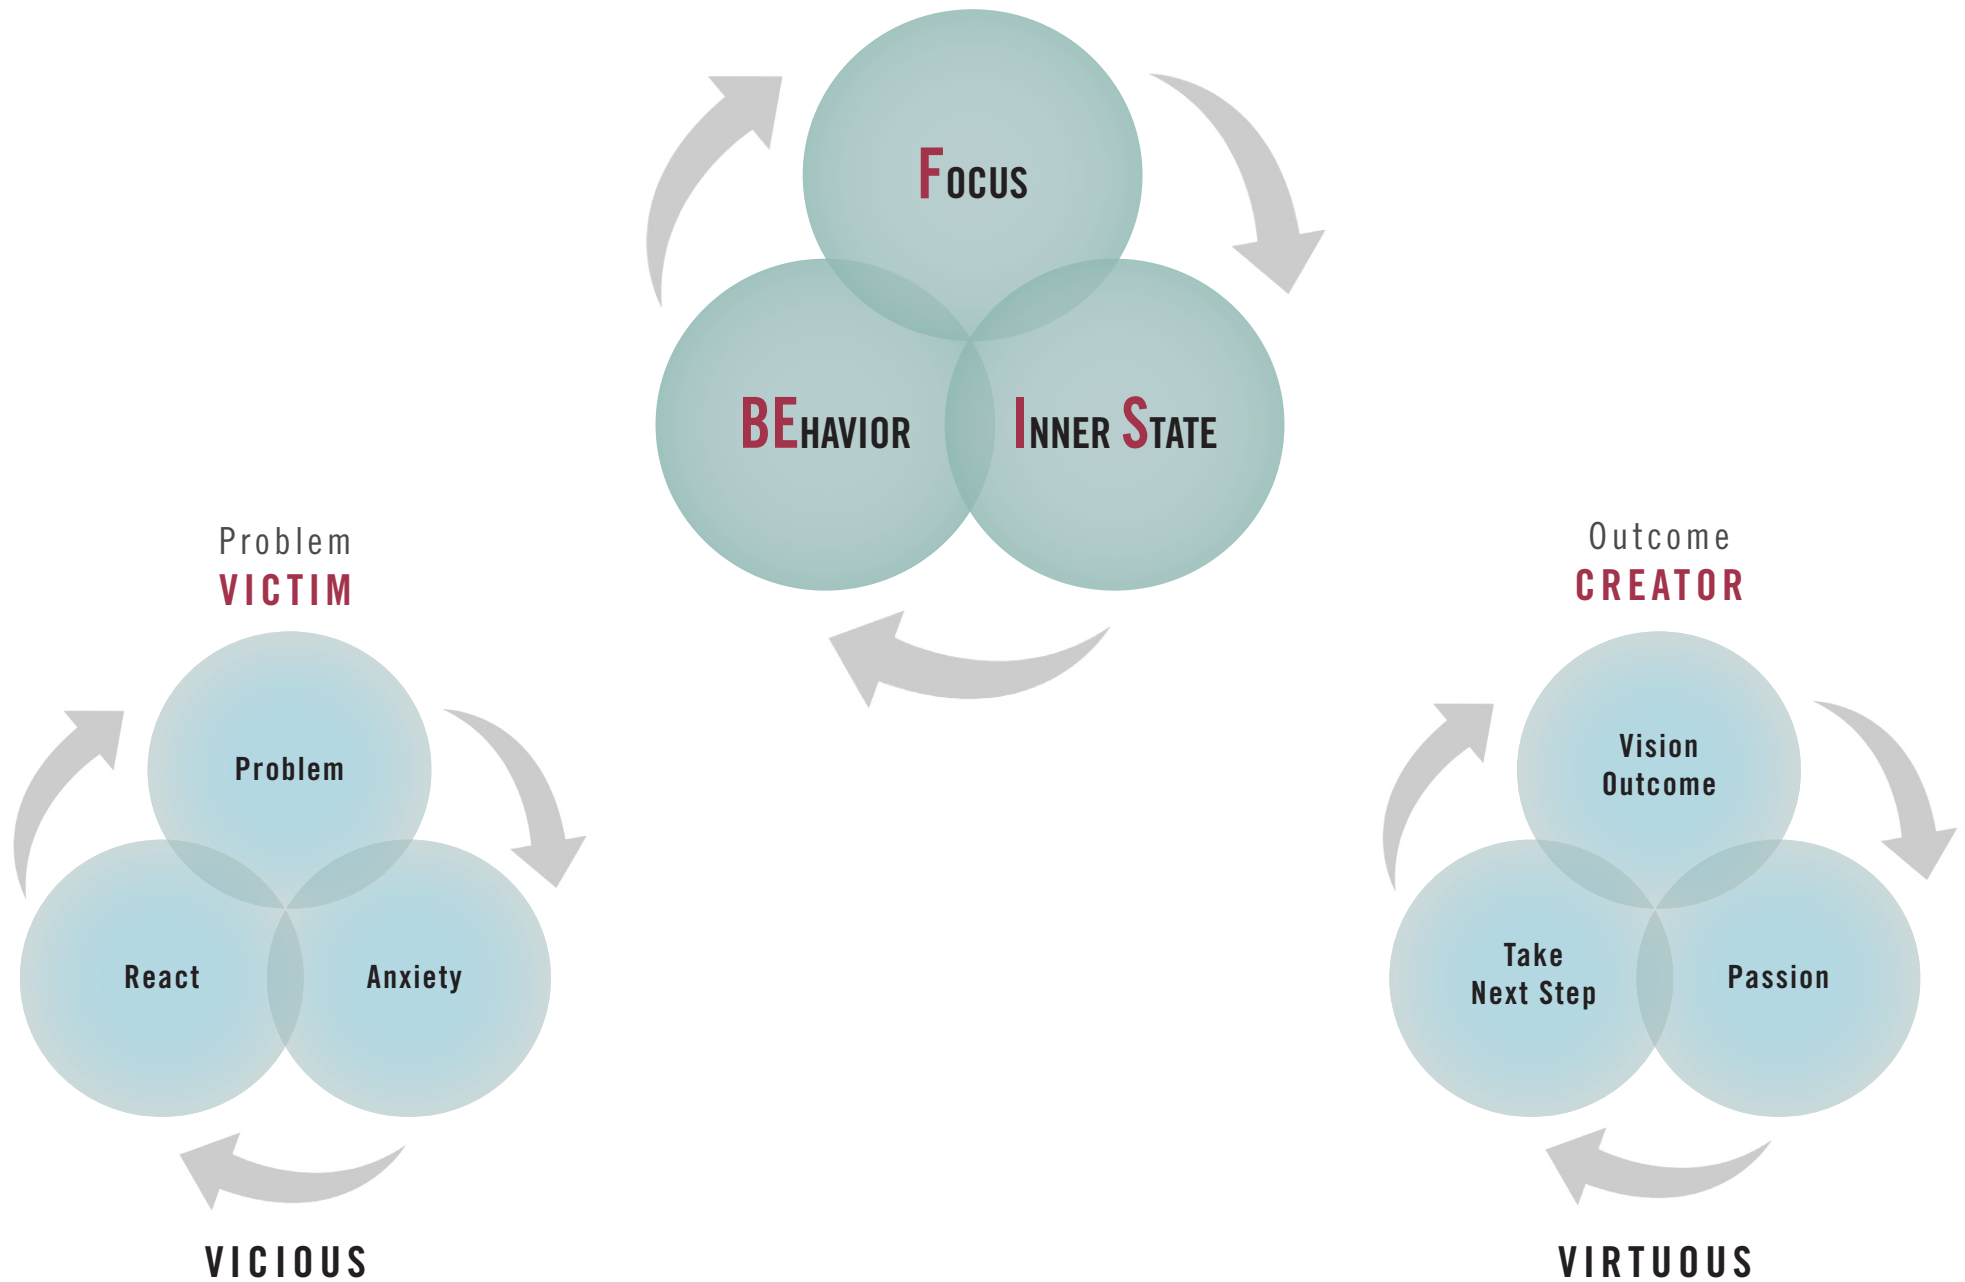 FOCUS
BEHAVIOR
INNER STATE
Problem
VICTIM
Problem
React
Anxiety
VICIOUS
Outcome
CREATOR
Vision
Outcome
Take
Next Step
Passion
VIRTUOUS